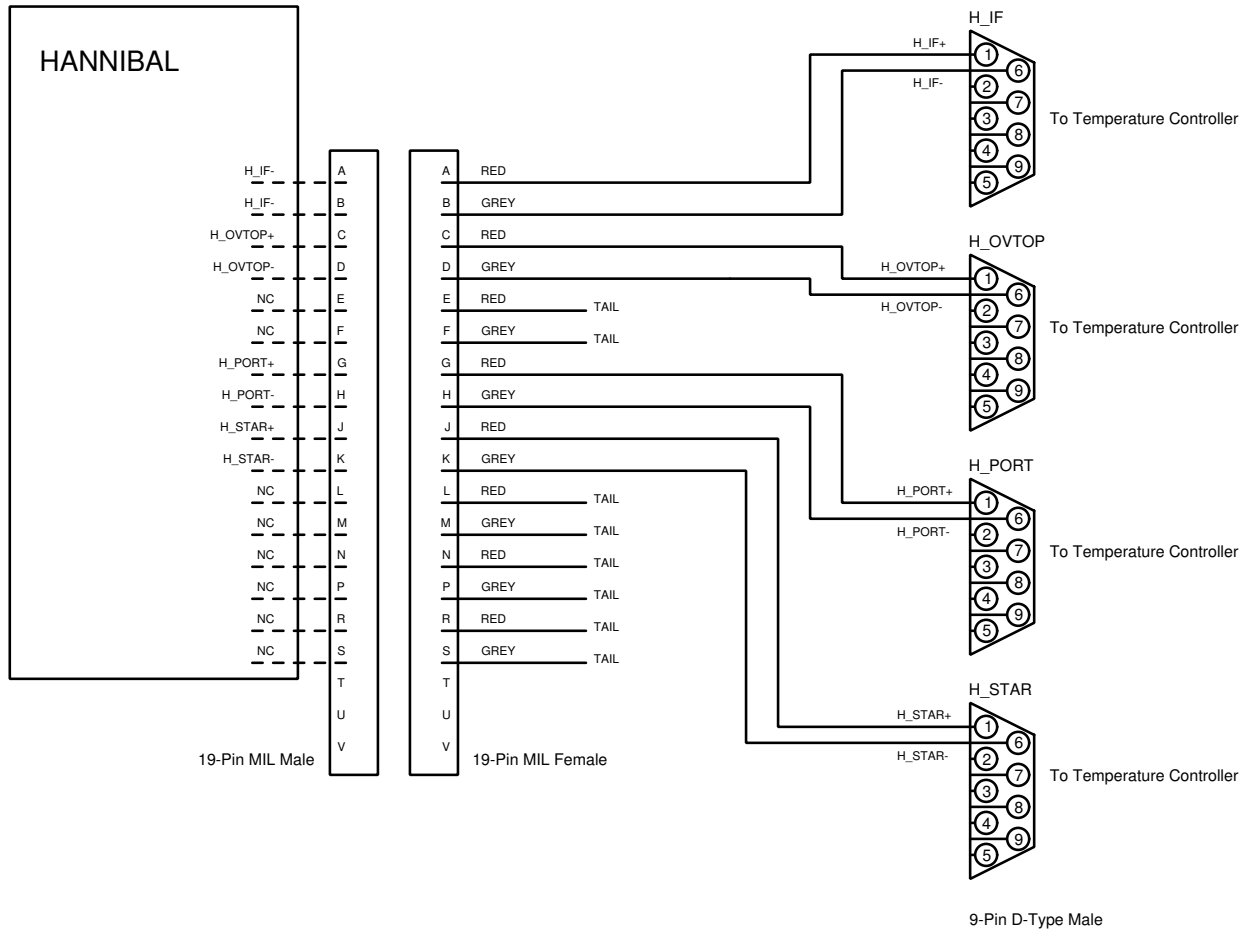 H_IF
HANNIBAL
H_IF+
H_IF-
1
6
2
7
3
8
4
9
5
To Temperature Controller
H_IF- A A RED
H_IF- B B GREY
H_OVTOP+ C C RED
H_OVTOP- D D GREY
NC E E RED TAIL
NC F F GREY TAIL
H_PORT+ G G RED
H_PORT- H H GREY
H_STAR+ J J RED
H_STAR- K K GREY
NC L L RED TAIL
NC M M GREY TAIL
NC N N RED TAIL
NC P P GREY TAIL
NC R R RED TAIL
NC S S GREY TAIL
T T
U U
V V
19-Pin MIL Male
19-Pin MIL Female
H_OVTOP
H_OVTOP+
H_OVTOP-
1
6
2
7
3
8
4
9
5
To Temperature Controller
H_PORT
H_PORT+
H_PORT-
1
6
2
7
3
8
4
9
5
To Temperature Controller
H_STAR
H_STAR+
H_STAR-
1
6
2
7
3
8
4
9
5
To Temperature Controller
9-Pin D-Type Male